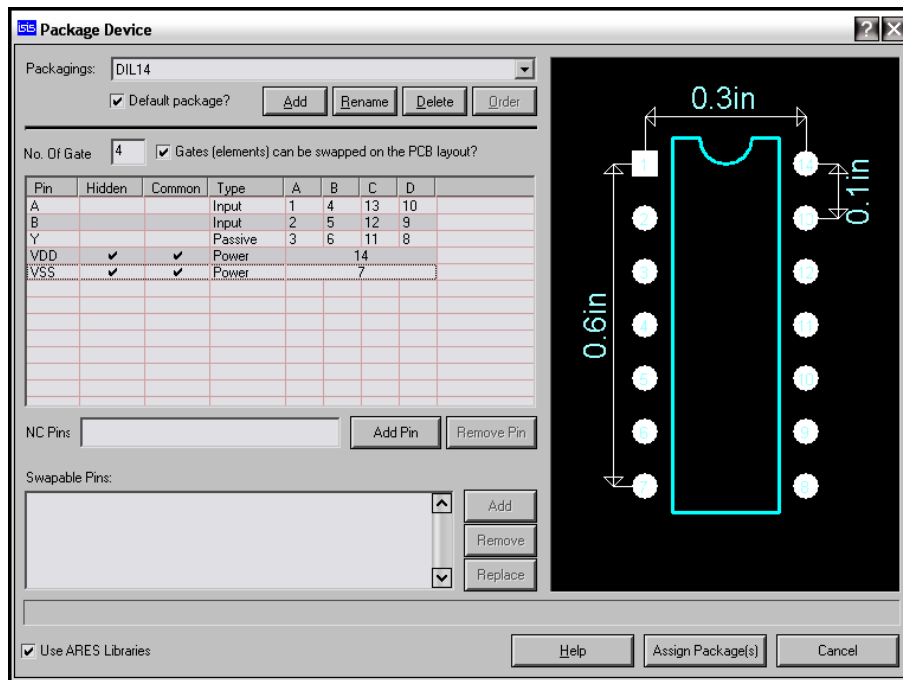 isis Package Device
Packagings: DIL14
Default package? Add Rename Delete Order
No. Of Gate 4 Gates (elements) can be swapped on the PCB layout?
Pin Hidden Common Type A B C D
A Input 1 4 13 10
B Input 2 5 12 9
Y Passive 3 6 11 8
VDD ✔ ✔ Power 14
VSS ✔ ✔ Power 7
NC Pins Add Pin Remove Pin
Swapable Pins:
Add
Remove
Replace
Use ARES Libraries
Help Assign Package(s) Cancel
0.3in
0.1in
0.6in
1 14
2 13
3 12
4 11
5 10
6 9
7 8